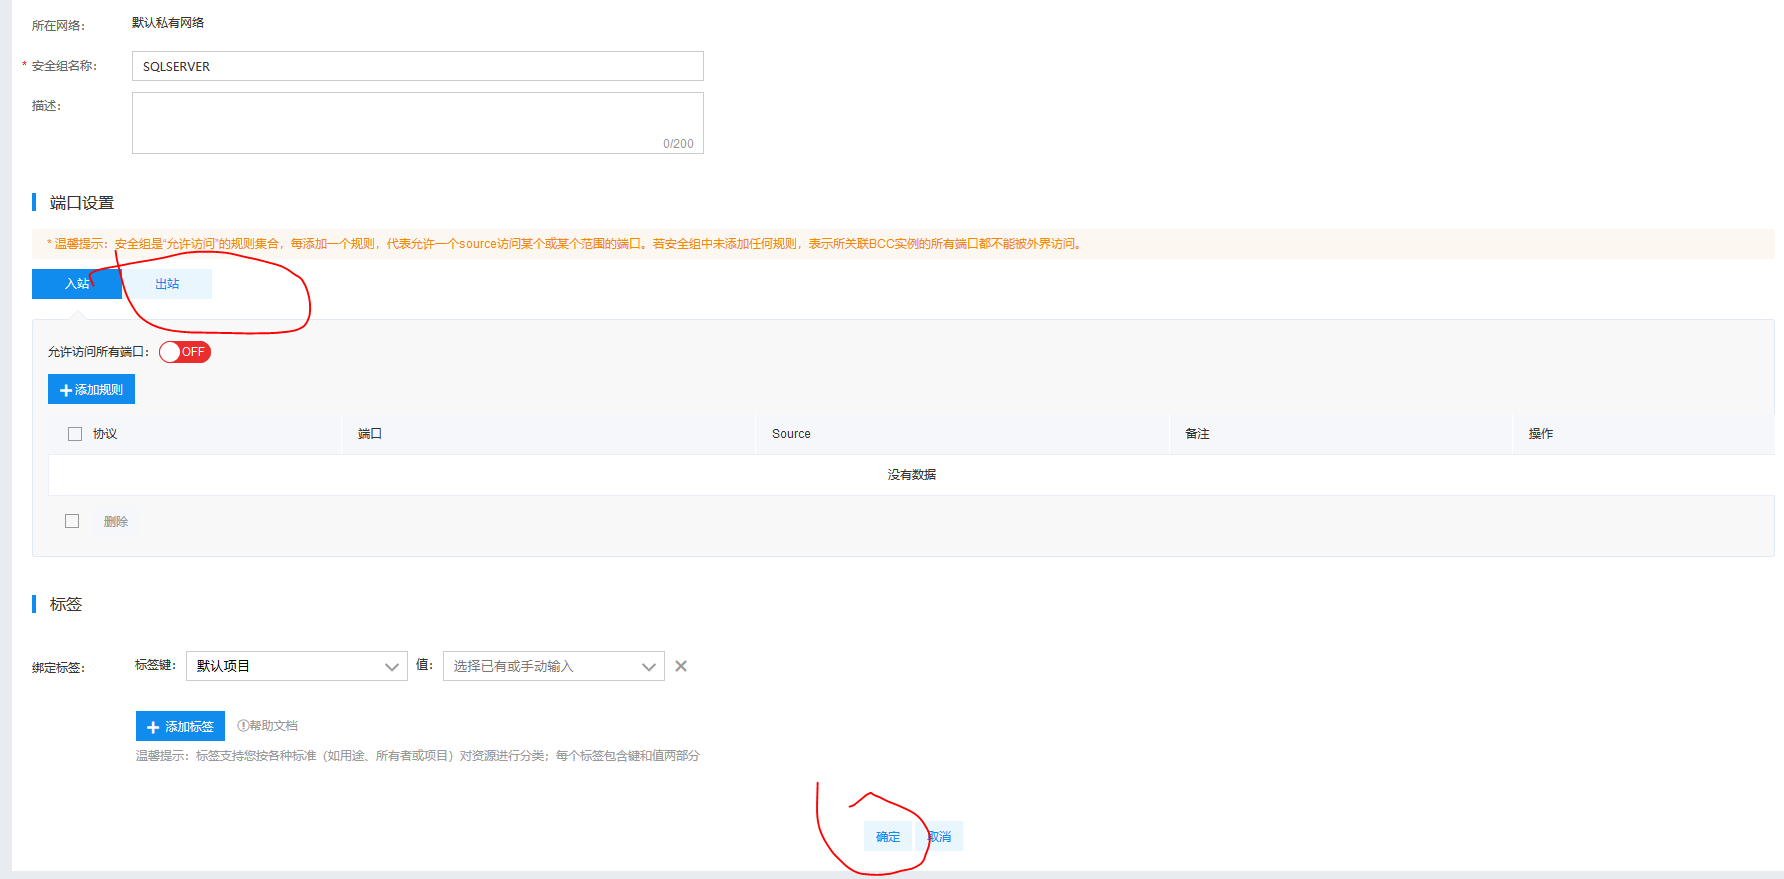 所在网络： 默认私有网络
* 安全组名称： SQLSERVER
描述：
0/200
端口设置
* 温馨提示：安全组是“允许访问”的规则集合，每添加一个规则，代表允许一个source访问某个或某个范围的端口。若安全组中未添加任何规则，表示所关联BCC实例的所有端口都不能被外界访问。
入站 出站
允许访问所有端口： OFF
添加规则
协议 端口 Source 备注 操作
没有数据
删除
标签
绑定标签： 标签键： 默认项目 值： 选择已有或手动输入
添加标签 帮助文档
温馨提示：标签支持您按各种标准（如用途、所有者或项目）对资源进行分类；每个标签包含键和值两部分
确定 取消